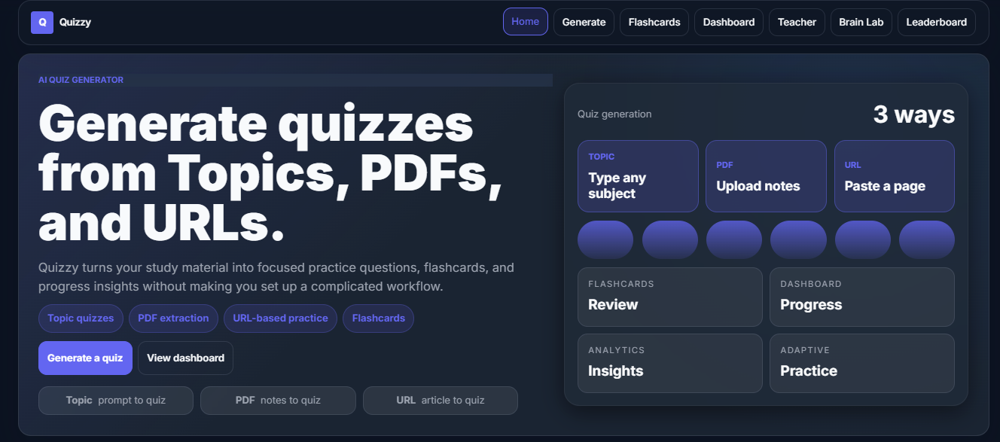 Q Quizzy
Home Generate Flashcards Dashboard Teacher Brain Lab Leaderboard
AI QUIZ GENERATOR
Generate quizzes
from Topics, PDFs,
and URLs.
Quizzy turns your study material into focused practice questions, flashcards, and
progress insights without making you set up a complicated workflow.
Topic quizzes PDF extraction URL-based practice Flashcards
Generate a quiz View dashboard
Topic prompt to quiz PDF notes to quiz URL article to quiz
Quiz generation 3 ways
TOPIC
Type any
subject
PDF
Upload notes
URL
Paste a page
FLASHCARDS
Review
DASHBOARD
Progress
ANALYTICS
Insights
ADAPTIVE
Practice